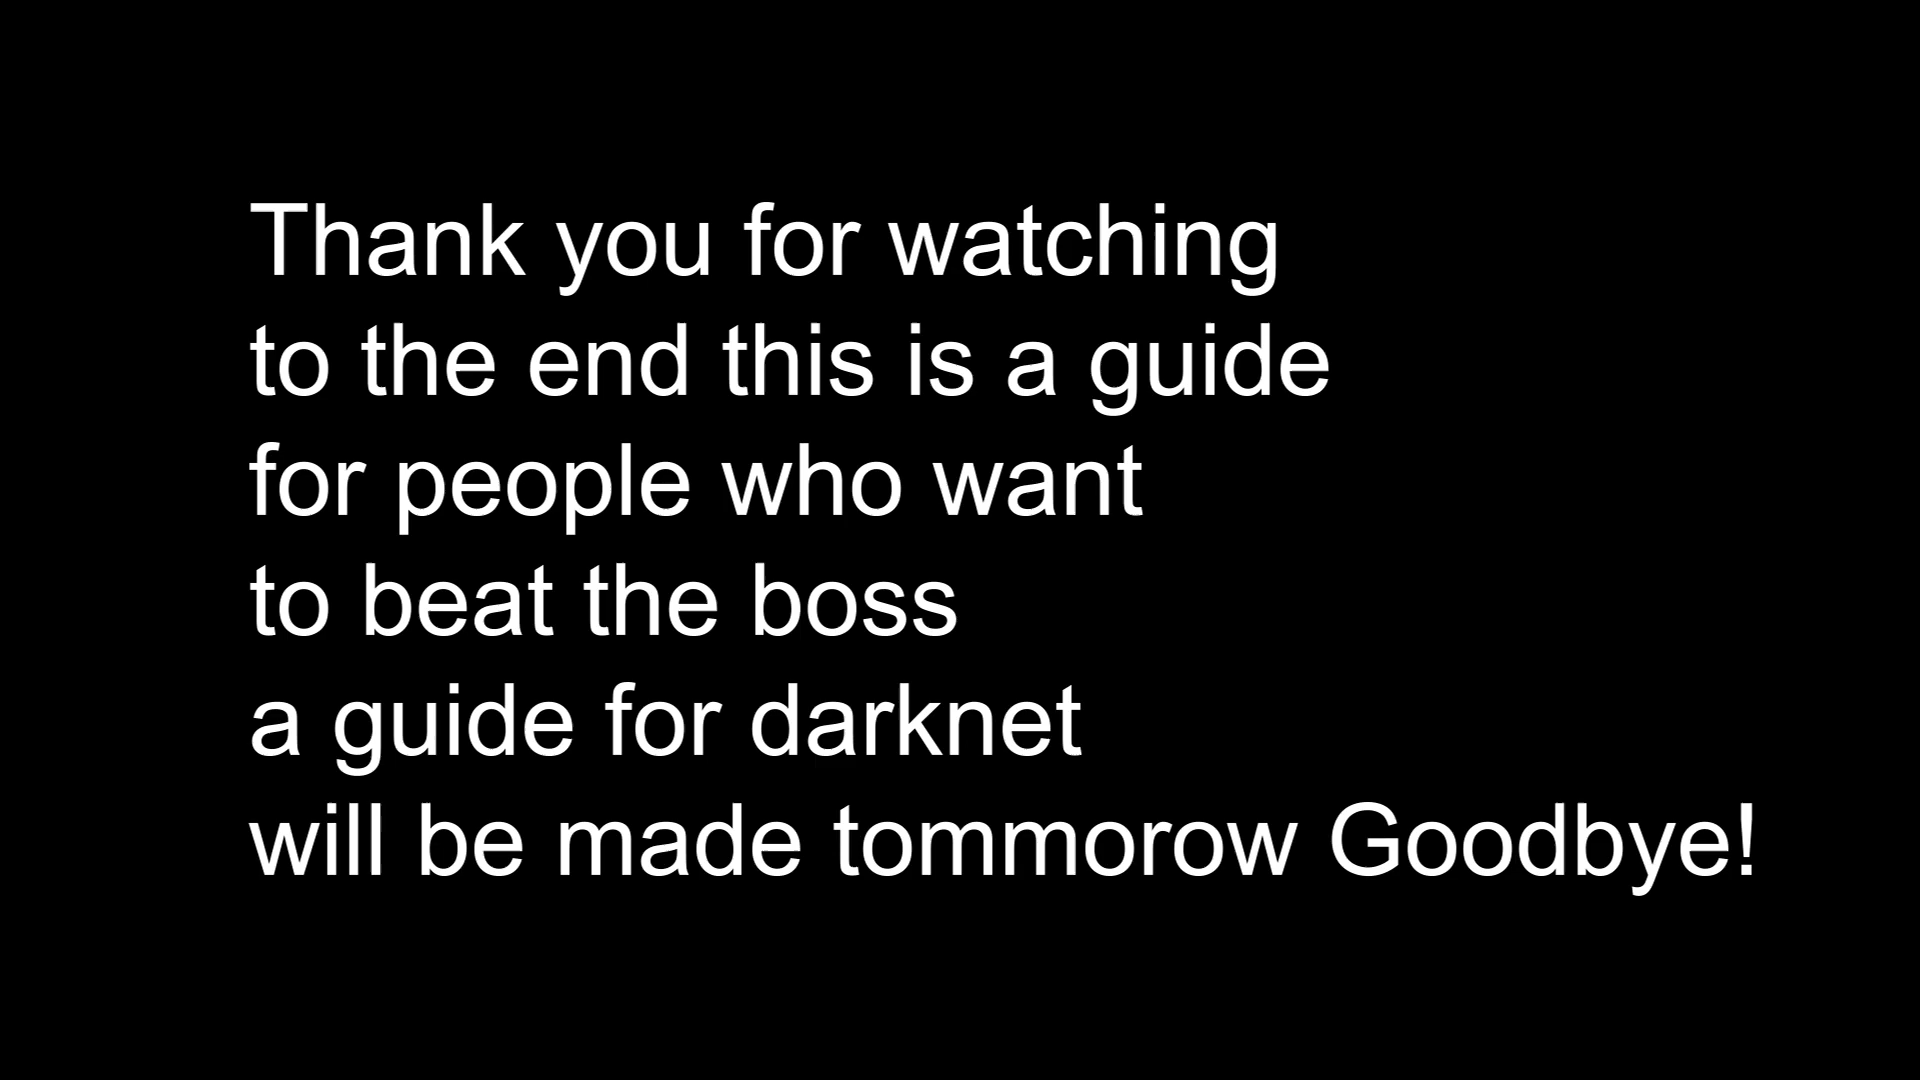 Thank you for watching
to the end this is a guide
for people who want
to beat the boss
a guide for darknet
will be made tommorow Goodbye!